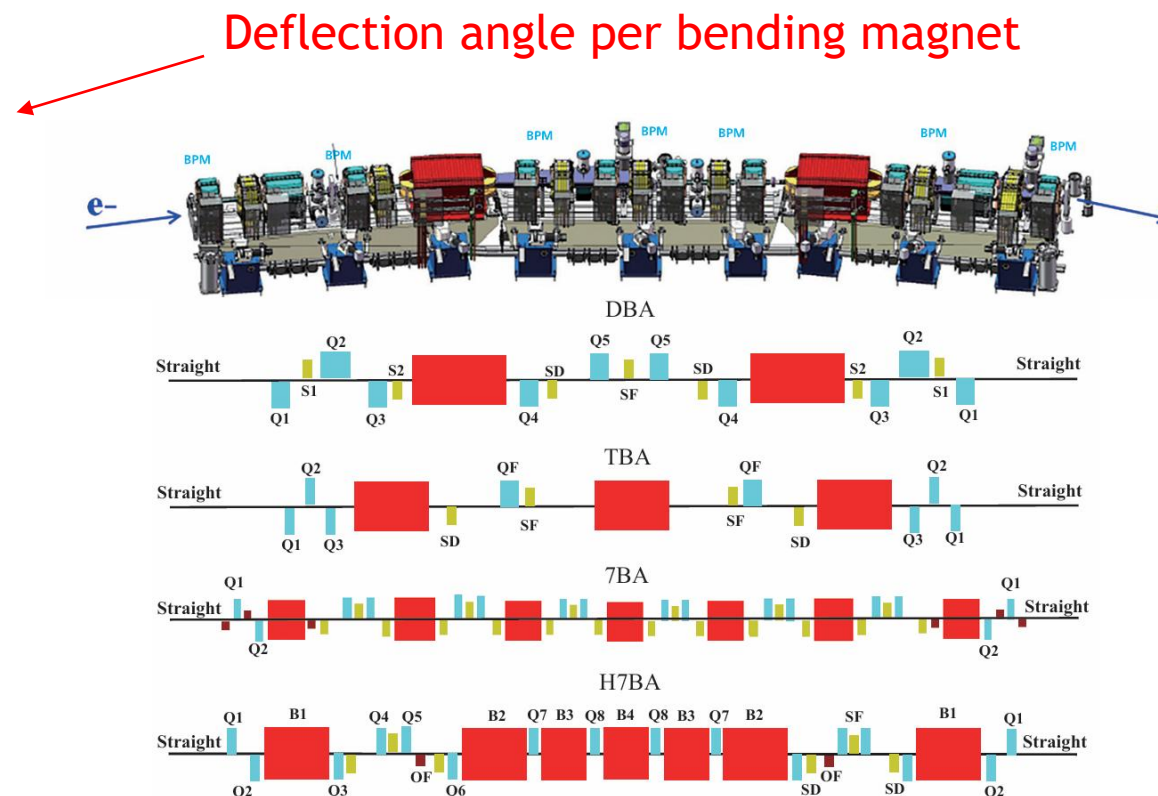 Deflection angle per bending magnet
BPM BPM BPM BPM BPM BPM BPM
e-
DBA
Straight Q1 S1 Q2 Q3 S2 Q4 SD Q5 SF Q5 SD Q4 S2 Q3 Q2 S1 Q1 Straight
TBA
Straight Q1 Q2 Q3 SD QF SF SF QF SD Q3 Q2 Q1 Straight
7BA
Straight Q1 Q2 Q2 Q1 Straight
H7BA
Straight Q1 Q2 B1 Q3 Q4 Q5 OF Q6 B2 Q7 B3 Q8 B4 Q8 B3 Q7 B2 SD OF SF SD B1 Q2 Q1 Straight